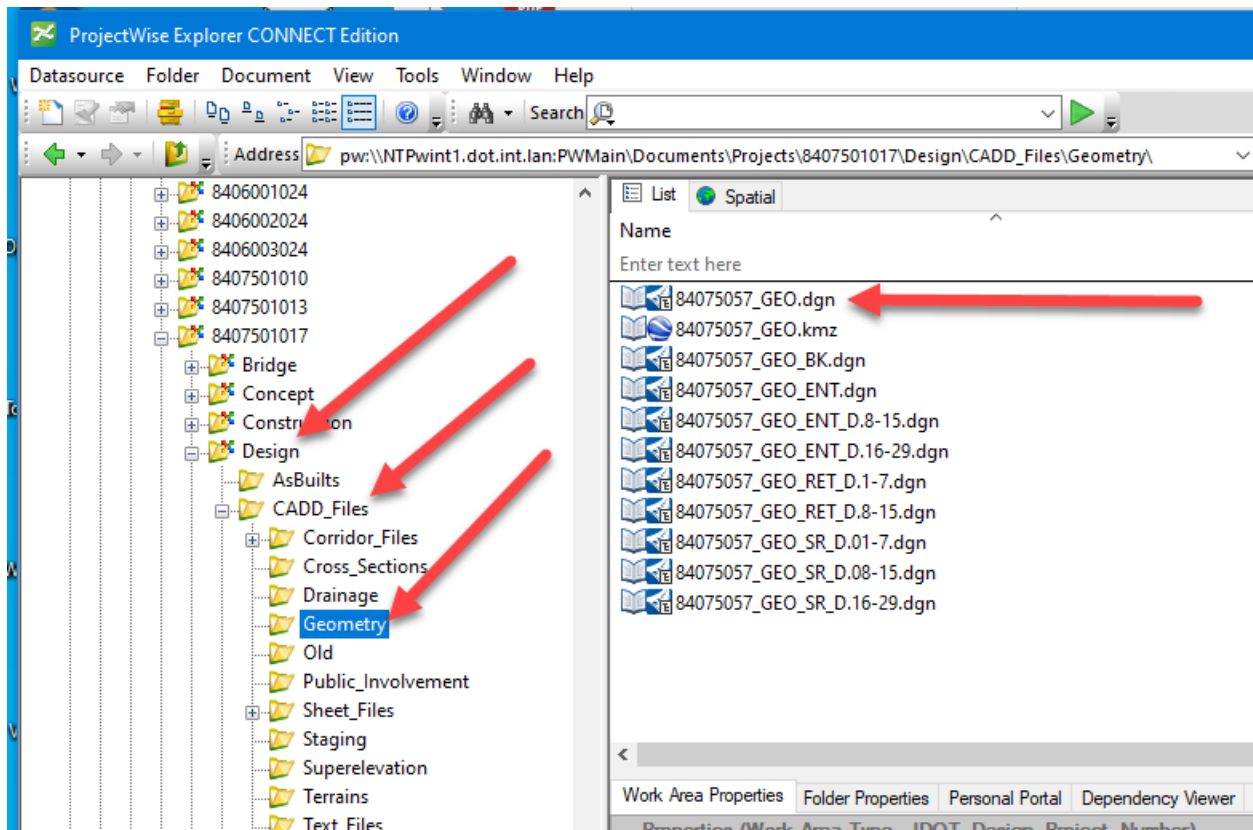 ProjectWise Explorer CONNECT Edition
Datasource Folder Document View Tools Window Help
Search
Address pw:\\NTPwint1.dot.int.lan:PWMain\Documents\Projects\8407501017\Design\CADD_Files\Geometry\
8406001024
8406002024
8406003024
8407501010
8407501013
8407501017
Bridge
Concept
Design
AsBuilts
CADD_Files
Corridor_Files
Cross_Sections
Drainage
Geometry
Old
Public_Involvement
Sheet_Files
Staging
Superelevation
Terrains
Text_Files
List Spatial
Name
Enter text here
84075057_GEO.dgn
84075057_GEO.kmz
84075057_GEO_BK.dgn
84075057_GEO_ENT.dgn
84075057_GEO_ENT_D.8-15.dgn
84075057_GEO_ENT_D.16-29.dgn
84075057_GEO_RET_D.1-7.dgn
84075057_GEO_RET_D.8-15.dgn
84075057_GEO_SR_D.01-7.dgn
84075057_GEO_SR_D.08-15.dgn
84075057_GEO_SR_D.16-29.dgn
Work Area Properties Folder Properties Personal Portal Dependency Viewer